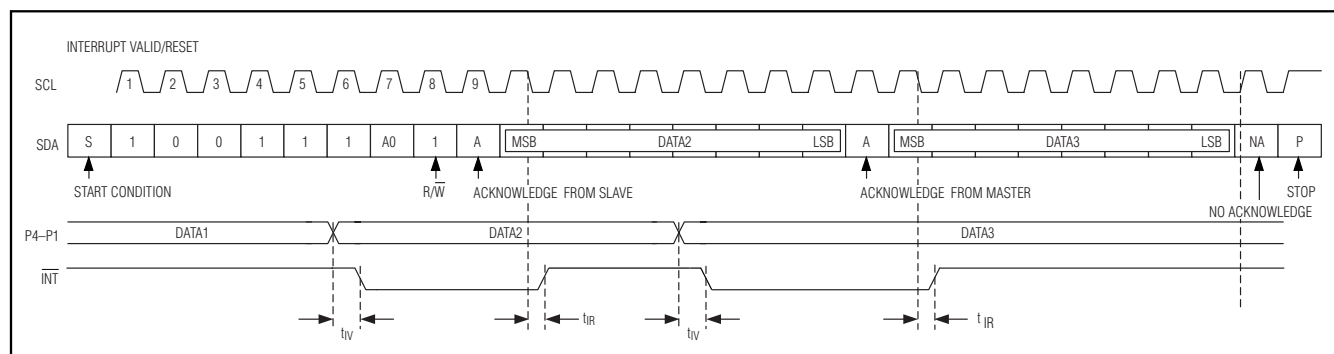 INTERRUPT VALID/RESET
SCL 1 2 3 4 5 6 7 8 9
SDA S 1 0 0 1 1 1 A0 1 A MSB DATA2 LSB A MSB DATA3 LSB NA P
START CONDITION R/W̅ ACKNOWLEDGE FROM SLAVE ACKNOWLEDGE FROM MASTER STOP
NO ACKNOWLEDGE
P4–P1 DATA1 DATA2 DATA3
I̅N̅T̅
tIV tIR tIV tIR